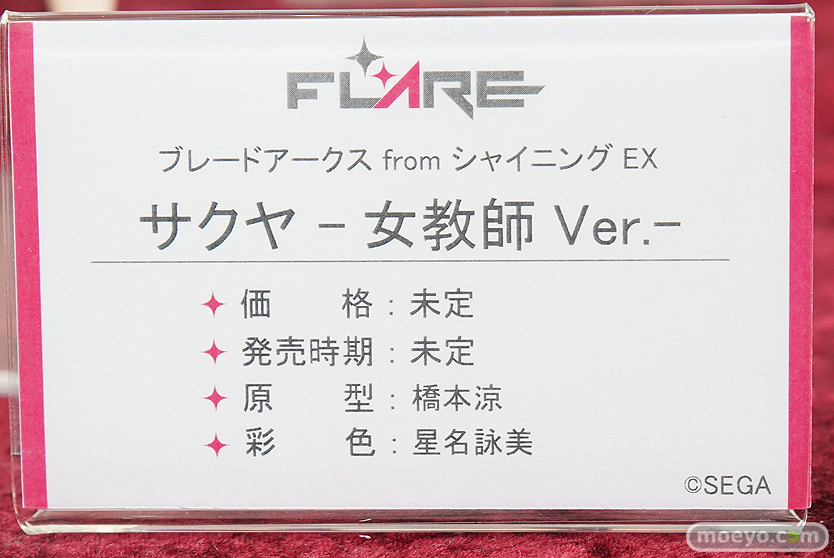 FLARE
ブレードアークス from シャイニング EX
サクヤ - 女教師 Ver.-
価 格：未定
発売時期：未定
原 型：橋本涼
彩 色：星名詠美
©SEGA
moeyo.com